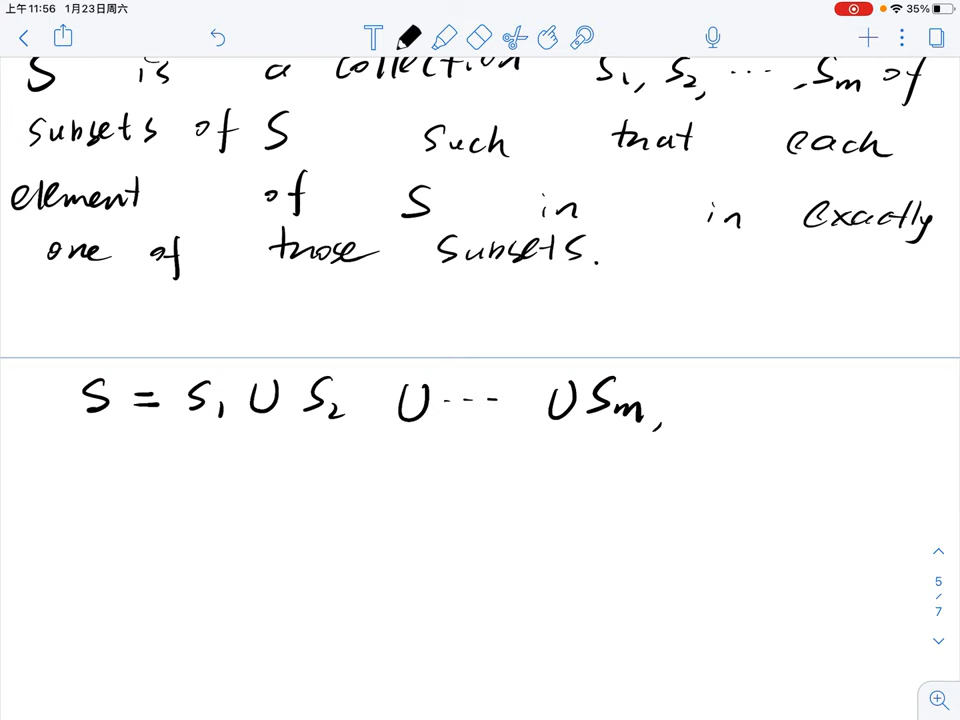 上午11:56 1月23日周六
35%
S is a collection S₁, S₂, ..., Sm of
subsets of S such that each
element of S in in exactly
one of those subsets.
S = S₁ ∪ S₂ ∪ ... ∪ Sm,
5
/
7